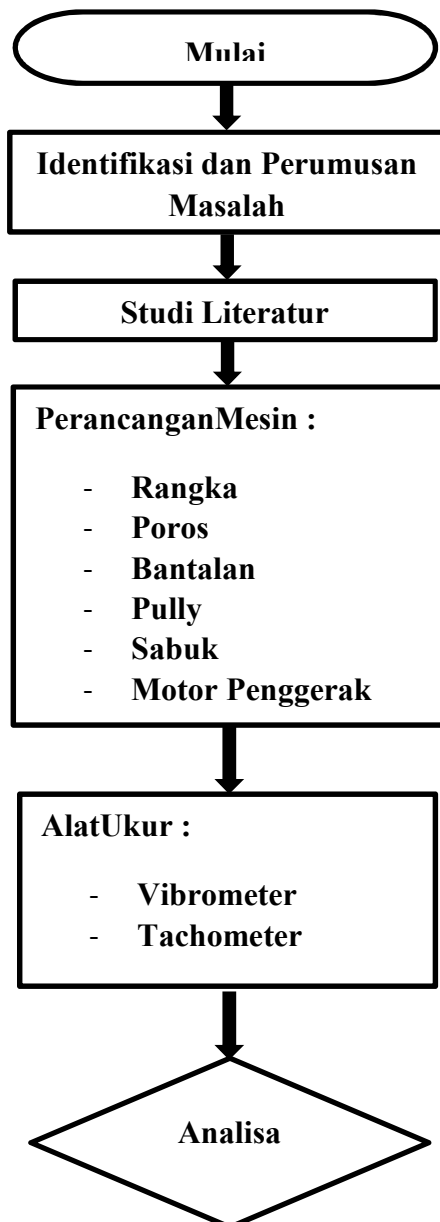 Mulai
Identifikasi dan Perumusan
Masalah
Studi Literatur
PerancanganMesin :
- Rangka
- Poros
- Bantalan
- Pully
- Sabuk
- Motor Penggerak
AlatUkur :
- Vibrometer
- Tachometer
Analisa